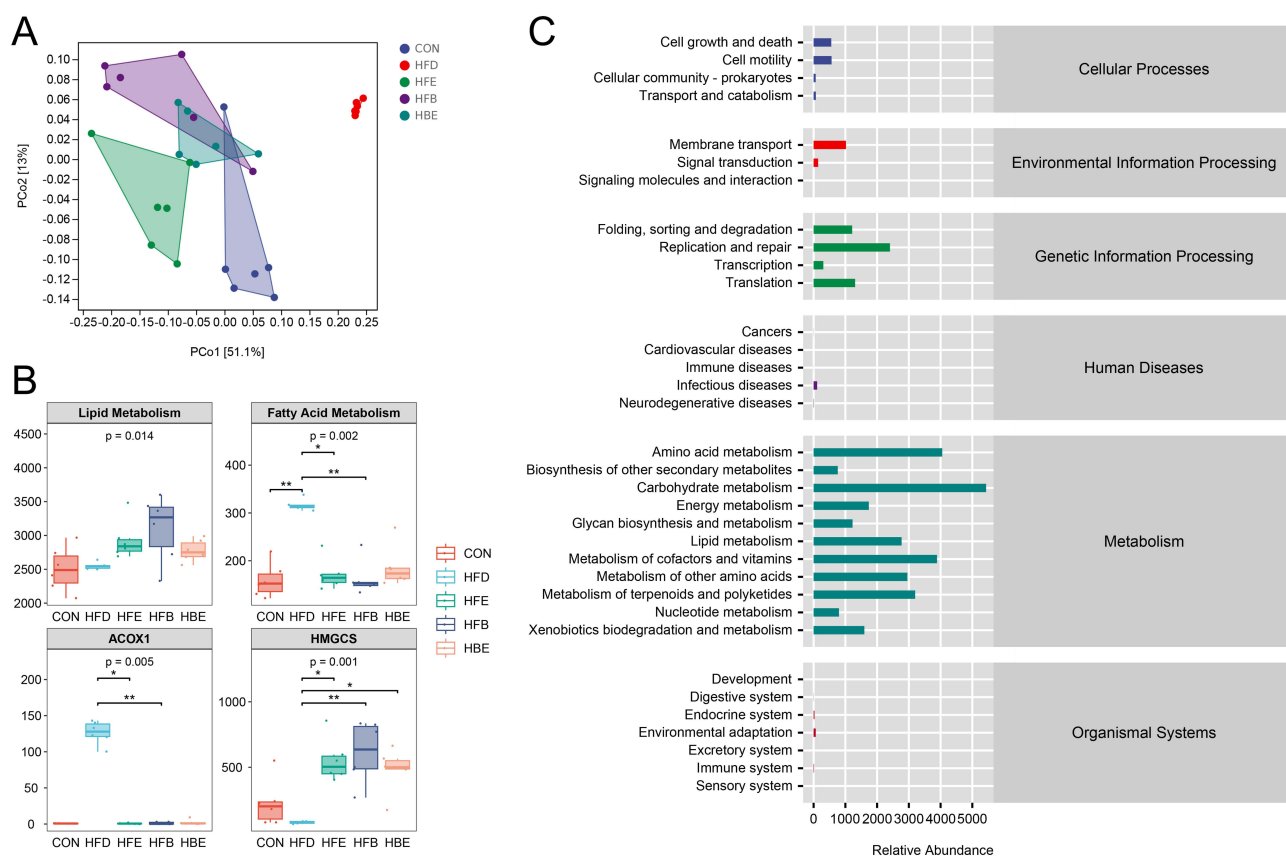 A
0.10
0.08
0.06
0.04
0.02
0.00
-0.02
-0.04
-0.06
-0.08
-0.10
-0.12
-0.14
PCo2 [13%]
-0.25 -0.20 -0.15 -0.10 -0.05 0.00 0.05 0.10 0.15 0.20 0.25
PCo1 [51.1%]
CON
HFD
HFE
HFB
HBE
B
Lipid Metabolism
p = 0.014
4500
4000
3500
3000
2500
2000
CON HFD HFE HFB HBE
Fatty Acid Metabolism
p = 0.002
*
**
**
400
300
200
CON HFD HFE HFB HBE
ACOX1
p = 0.005
*
**
200
150
100
50
0
CON HFD HFE HFB HBE
HMGCS
p = 0.001
*
*
**
1000
500
CON HFD HFE HFB HBE
CON
HFD
HFE
HFB
HBE
C
Cell growth and death
Cell motility
Cellular community - prokaryotes
Transport and catabolism
Cellular Processes
Membrane transport
Signal transduction
Signaling molecules and interaction
Environmental Information Processing
Folding, sorting and degradation
Replication and repair
Transcription
Translation
Genetic Information Processing
Cancers
Cardiovascular diseases
Immune diseases
Infectious diseases
Neurodegenerative diseases
Human Diseases
Amino acid metabolism
Biosynthesis of other secondary metabolites
Carbohydrate metabolism
Energy metabolism
Glycan biosynthesis and metabolism
Lipid metabolism
Metabolism of cofactors and vitamins
Metabolism of other amino acids
Metabolism of terpenoids and polyketides
Nucleotide metabolism
Xenobiotics biodegradation and metabolism
Metabolism
Development
Digestive system
Endocrine system
Environmental adaptation
Excretory system
Immune system
Sensory system
Organismal Systems
0 1000 2000 3000 4000 5000
Relative Abundance